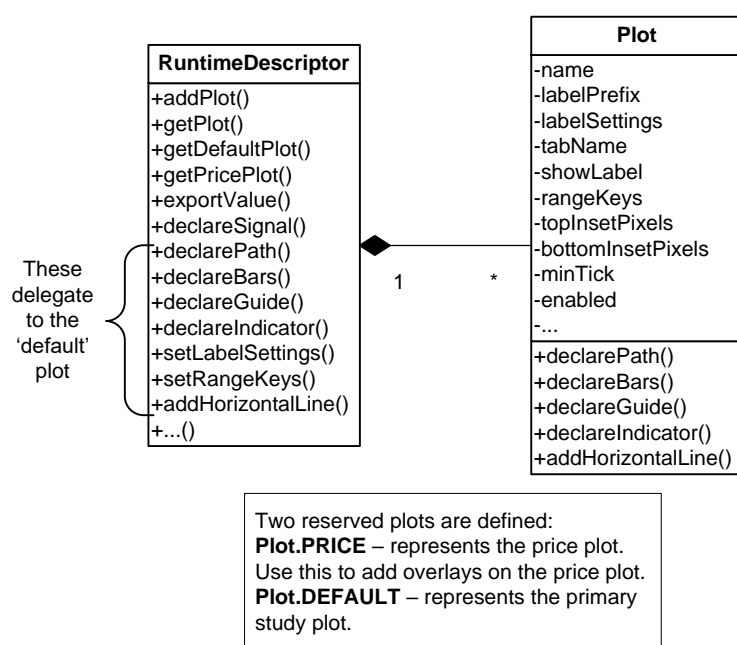 RuntimeDescriptor
+addPlot()
+getPlot()
+getDefaultPlot()
+getPricePlot()
+exportValue()
+declareSignal()
+declarePath()
+declareBars()
+declareGuide()
+declareIndicator()
+setLabelSettings()
+setRangeKeys()
+addHorizontalLine()
+...()
These
delegate
to the
‘default’
plot
1
*
Plot
-name
-labelPrefix
-labelSettings
-tabName
-showLabel
-rangeKeys
-topInsetPixels
-bottomInsetPixels
-minTick
-enabled
-...
+declarePath()
+declareBars()
+declareGuide()
+declareIndicator()
+addHorizontalLine()
Two reserved plots are defined:
Plot.PRICE – represents the price plot.
Use this to add overlays on the price plot.
Plot.DEFAULT – represents the primary
study plot.